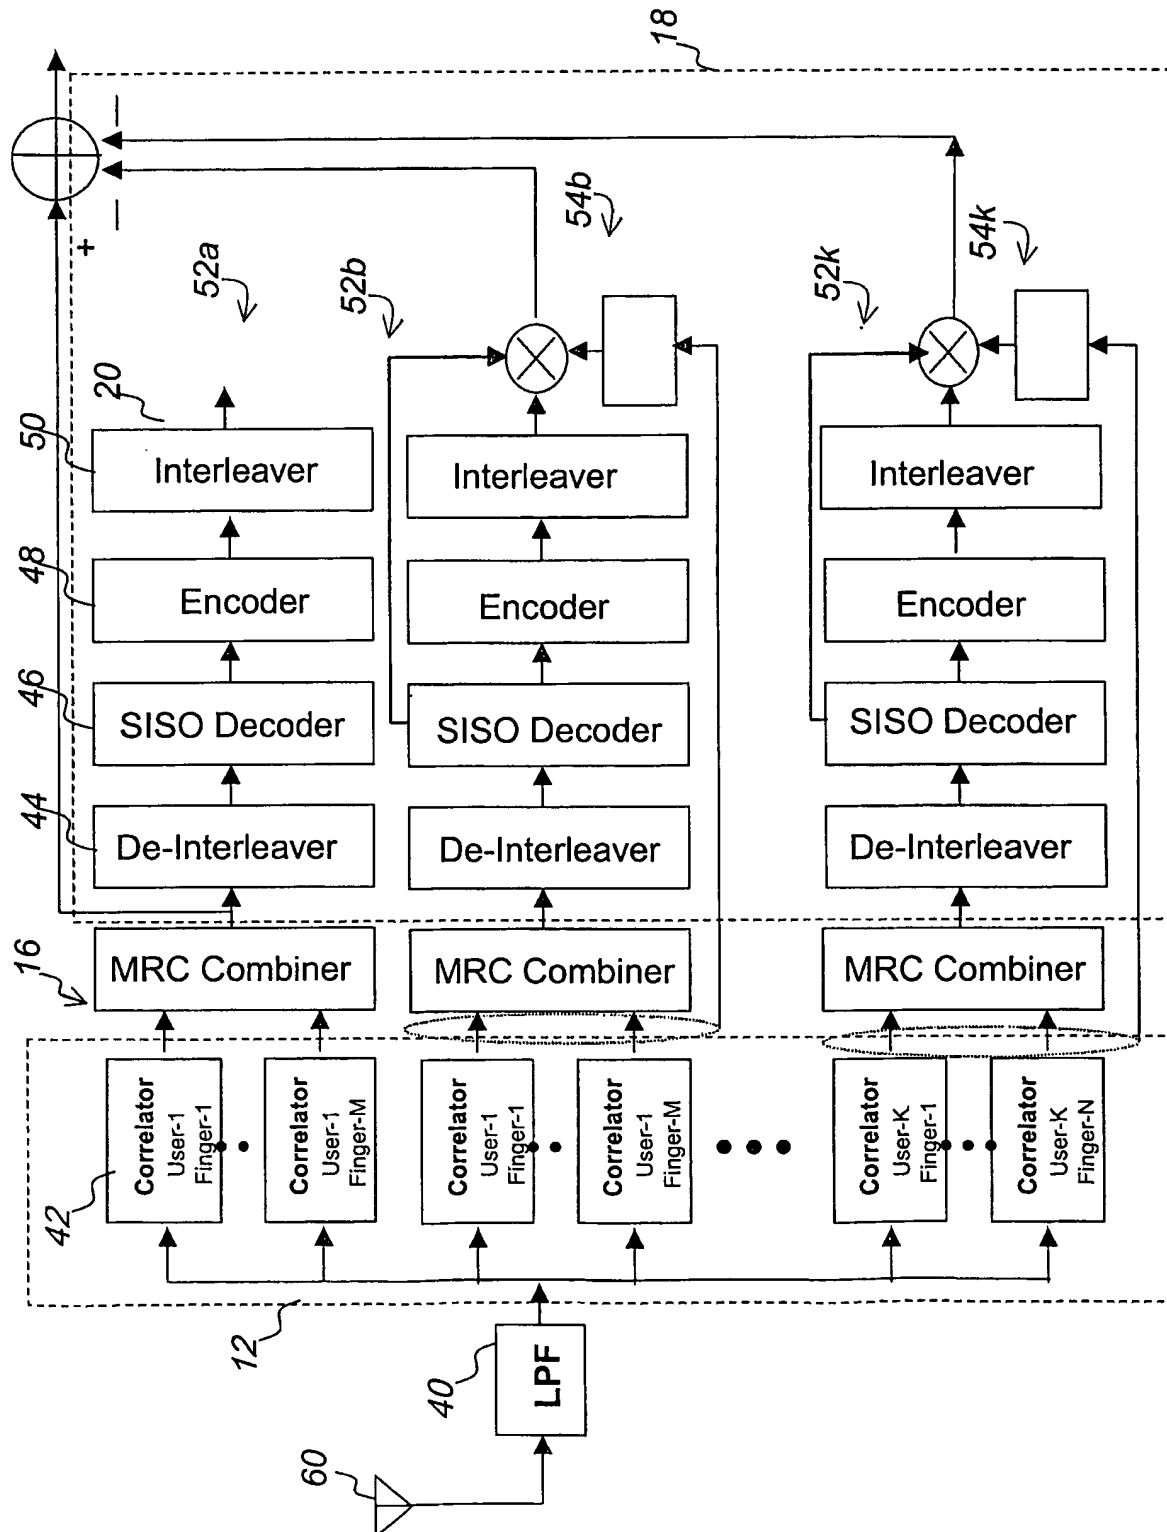 18
+
—
—
52a
54b
52b
54k
52k
20
50
Interleaver
Interleaver
Interleaver
48
Encoder
Encoder
Encoder
46
SISO Decoder
SISO Decoder
SISO Decoder
44
De-Interleaver
De-Interleaver
De-Interleaver
16
MRC Combiner
MRC Combiner
MRC Combiner
42
Correlator
User-1
Finger-1
Correlator
User-1
Finger-M
Correlator
User-1
Finger-1
Correlator
User-1
Finger-M
Correlator
User-K
Finger-1
Correlator
User-K
Finger-N
12
40
LPF
60